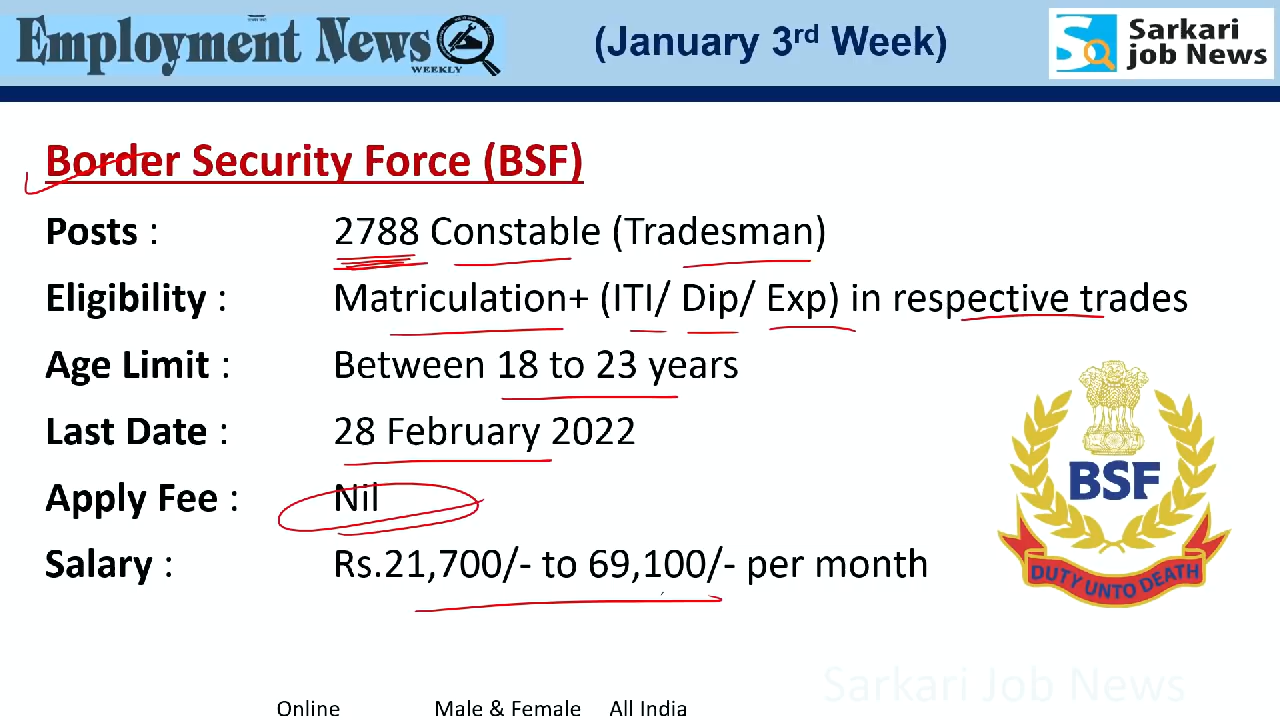 Employment News
WEEKLY
(January 3rd Week)
Sarkari
job News
Border Security Force (BSF)
Posts : 2788 Constable (Tradesman)
Eligibility : Matriculation+ (ITI/ Dip/ Exp) in respective trades
Age Limit : Between 18 to 23 years
Last Date : 28 February 2022
Apply Fee : Nil
Salary : Rs.21,700/- to 69,100/- per month
BSF
DUTY UNTO DEATH
Sarkari Job News
Online Male & Female All India